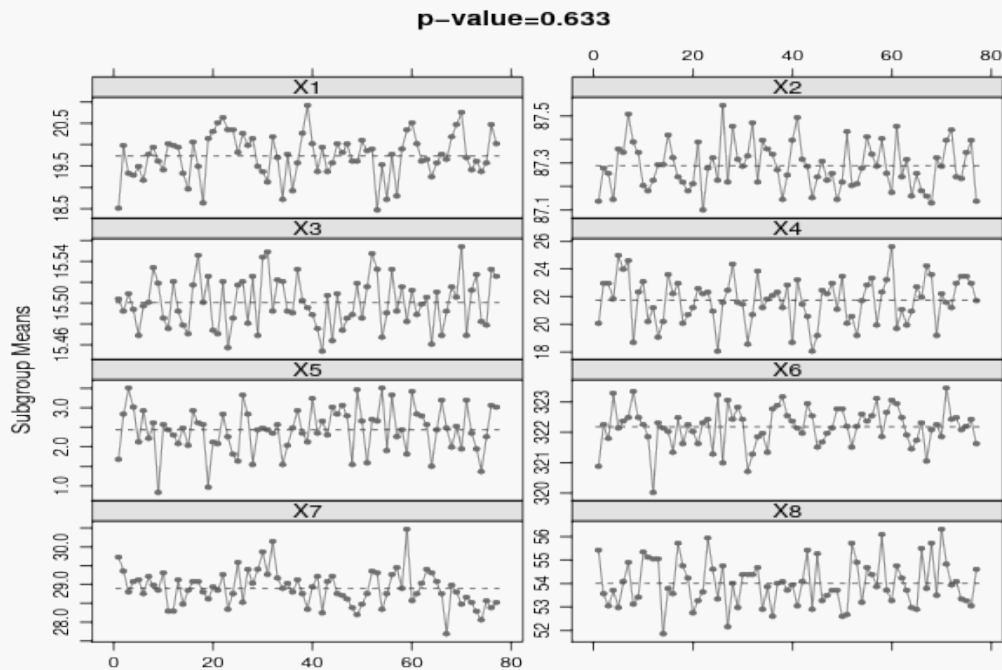 p-value=0.633
0 20 40 60 80
X1 X2
18.5 19.5 20.5
87.1 87.3 87.5
X3 X4
15.46 15.50 15.54
18 20 22 24 26
Subgroup Means
X5 X6
1.0 2.0 3.0
320 321 322 323
X7 X8
28.0 29.0 30.0
52 53 54 55 56
0 20 40 60 80